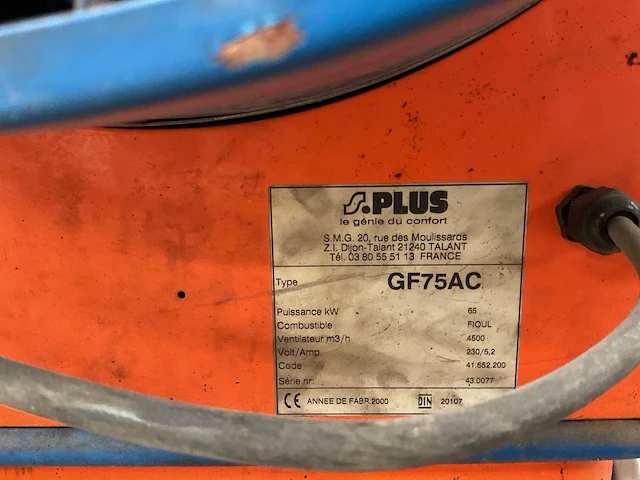 S.PLUS
le génie du confort
S.M.G. 20, rue des Moulissards
Z.I. Dijon-Talant 21240 TALANT
Tél. 03 80 55 51 13 FRANCE
Type GF75AC
Puissance kW 65
Combustible FIOUL
Ventilateur m3/h 4500
Volt/Amp. 230/5,2
Code 41.652.200
Série nr: 43.0077
CE ANNEE DE FABR 2000 DIN 20107